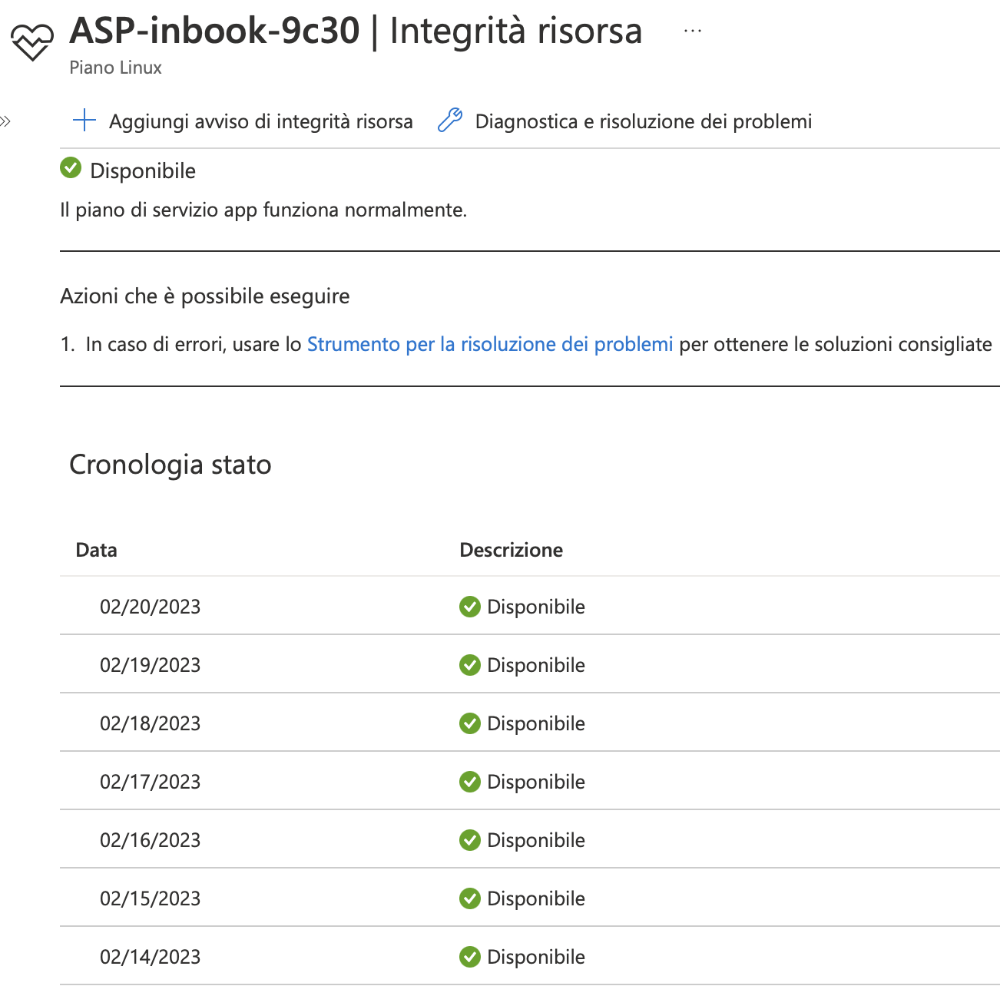 ASP-inbook-9c30 | Integrità risorsa ...
Piano Linux
Aggiungi avviso di integrità risorsa Diagnostica e risoluzione dei problemi
Disponibile
Il piano di servizio app funziona normalmente.
Azioni che è possibile eseguire
1. In caso di errori, usare lo Strumento per la risoluzione dei problemi per ottenere le soluzioni consigliate
Cronologia stato
Data Descrizione
02/20/2023 Disponibile
02/19/2023 Disponibile
02/18/2023 Disponibile
02/17/2023 Disponibile
02/16/2023 Disponibile
02/15/2023 Disponibile
02/14/2023 Disponibile